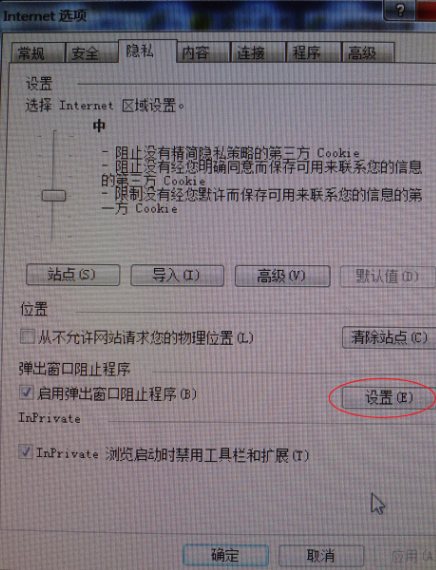 Internet 选项
?
常规 安全 隐私 内容 连接 程序 高级
设置
选择 Internet 区域设置。
中
- 阻止没有精简隐私策略的第三方 Cookie
- 阻止没有经您明确同意而保存可用来联系您的信息
的第三方 Cookie
- 限制没有经您默许而保存可用来联系您的信息的第
一方 Cookie
站点(S) 导入(I) 高级(V) 默认值(D)
位置
从不允许网站请求您的物理位置(L) 清除站点(C)
弹出窗口阻止程序
启用弹出窗口阻止程序(B) 设置(E)
InPrivate
InPrivate 浏览启动时禁用工具栏和扩展(T)
确定 取消 应用(A